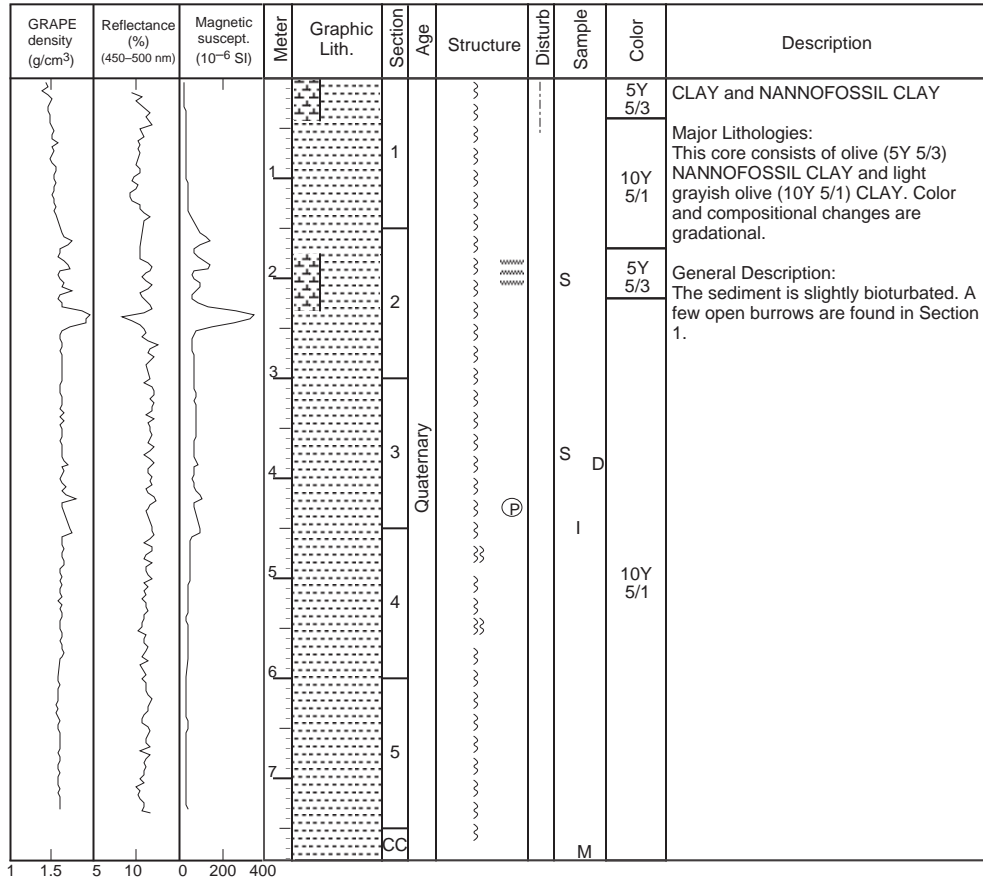 GRAPE
density
(g/cm3)
Reflectance
(%)
(450–500 nm)
Magnetic
suscept.
(10–6 SI)
Meter
Graphic
Lith.
Section
Age
Structure
Disturb
Sample
Color
Description
1
2
3
4
5
6
7
1
2
3
4
5
CC
Quaternary
P
S
S
D
I
M
5Y
5/3
10Y
5/1
5Y
5/3
10Y
5/1
CLAY and NANNOFOSSIL CLAY
Major Lithologies:
This core consists of olive (5Y 5/3)
NANNOFOSSIL CLAY and light
grayish olive (10Y 5/1) CLAY. Color
and compositional changes are
gradational.
General Description:
The sediment is slightly bioturbated. A
few open burrows are found in Section
1.
1 1.5 5 10 0 200 400